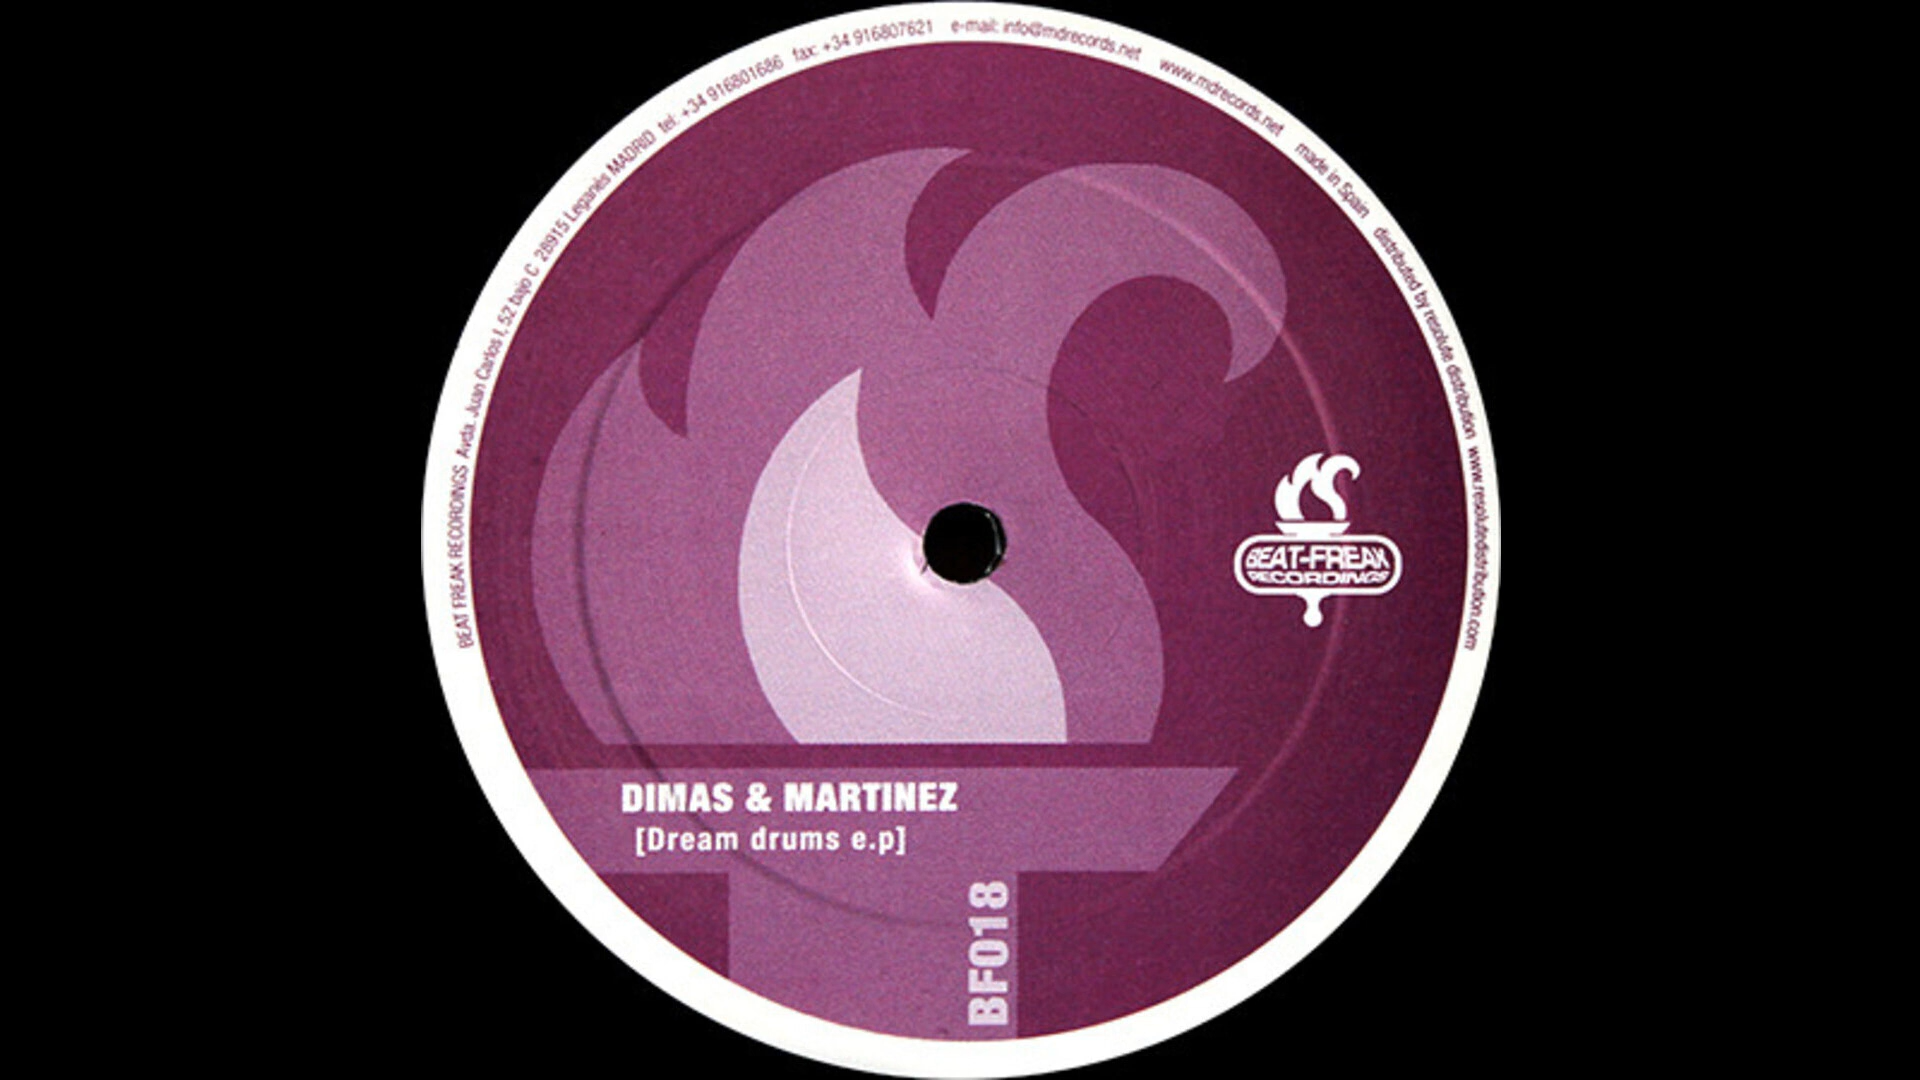 BEAT FREAK RECORDINGS Avda. Juan Carlos I, 52 bajo C 28915 Leganés MADRID tel: +34 916801686 fax: +34 916807621 e-mail: info@mdrecords.net www.mdrecords.net made in Spain distributed by resolute distribution www.resolutedistribution.com
BEAT-FREAK
RECORDINGS
DIMAS & MARTINEZ
[Dream drums e.p]
BF018